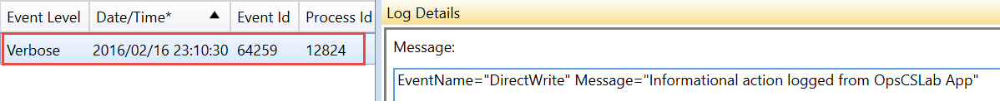 Event Level Date/Time* ▲ Event Id Process Id
Verbose 2016/02/16 23:10:30 64259 12824
Log Details
Message:
EventName="DirectWrite" Message="Informational action logged from OpsCSLab App"